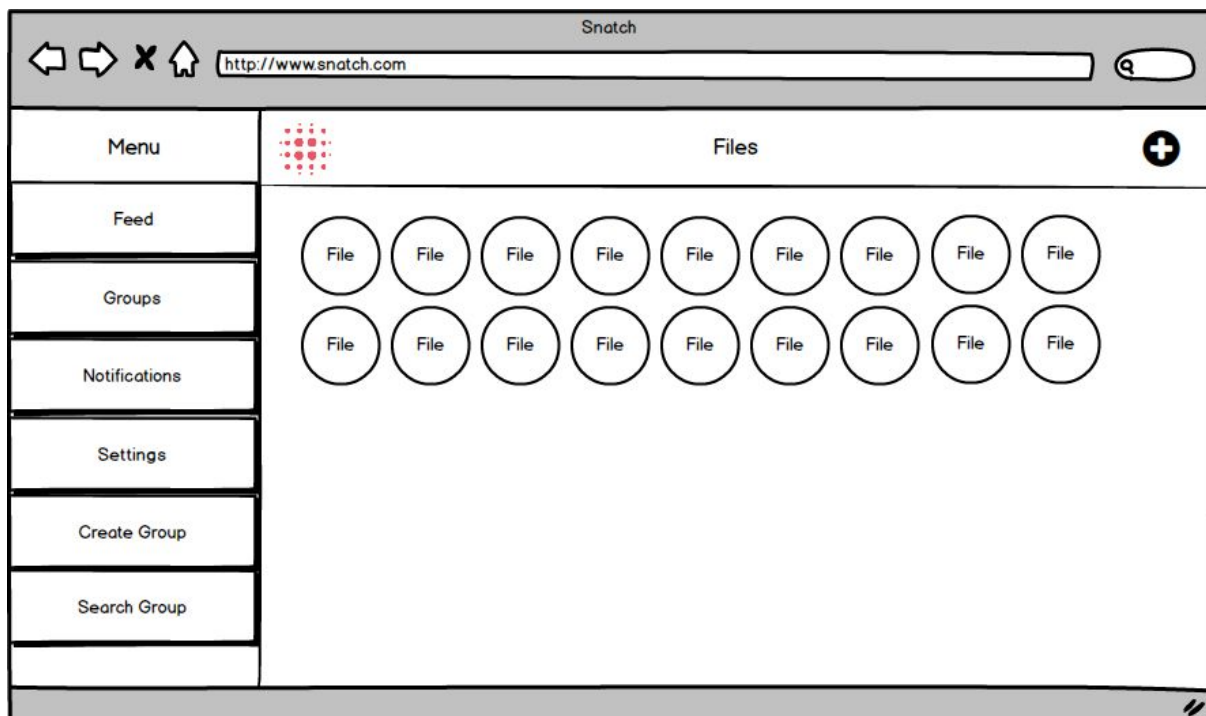 Snatch
http://www.snatch.com
Menu
Files
Feed
Groups
Notifications
Settings
Create Group
Search Group
File File File File File File File File File
File File File File File File File File File